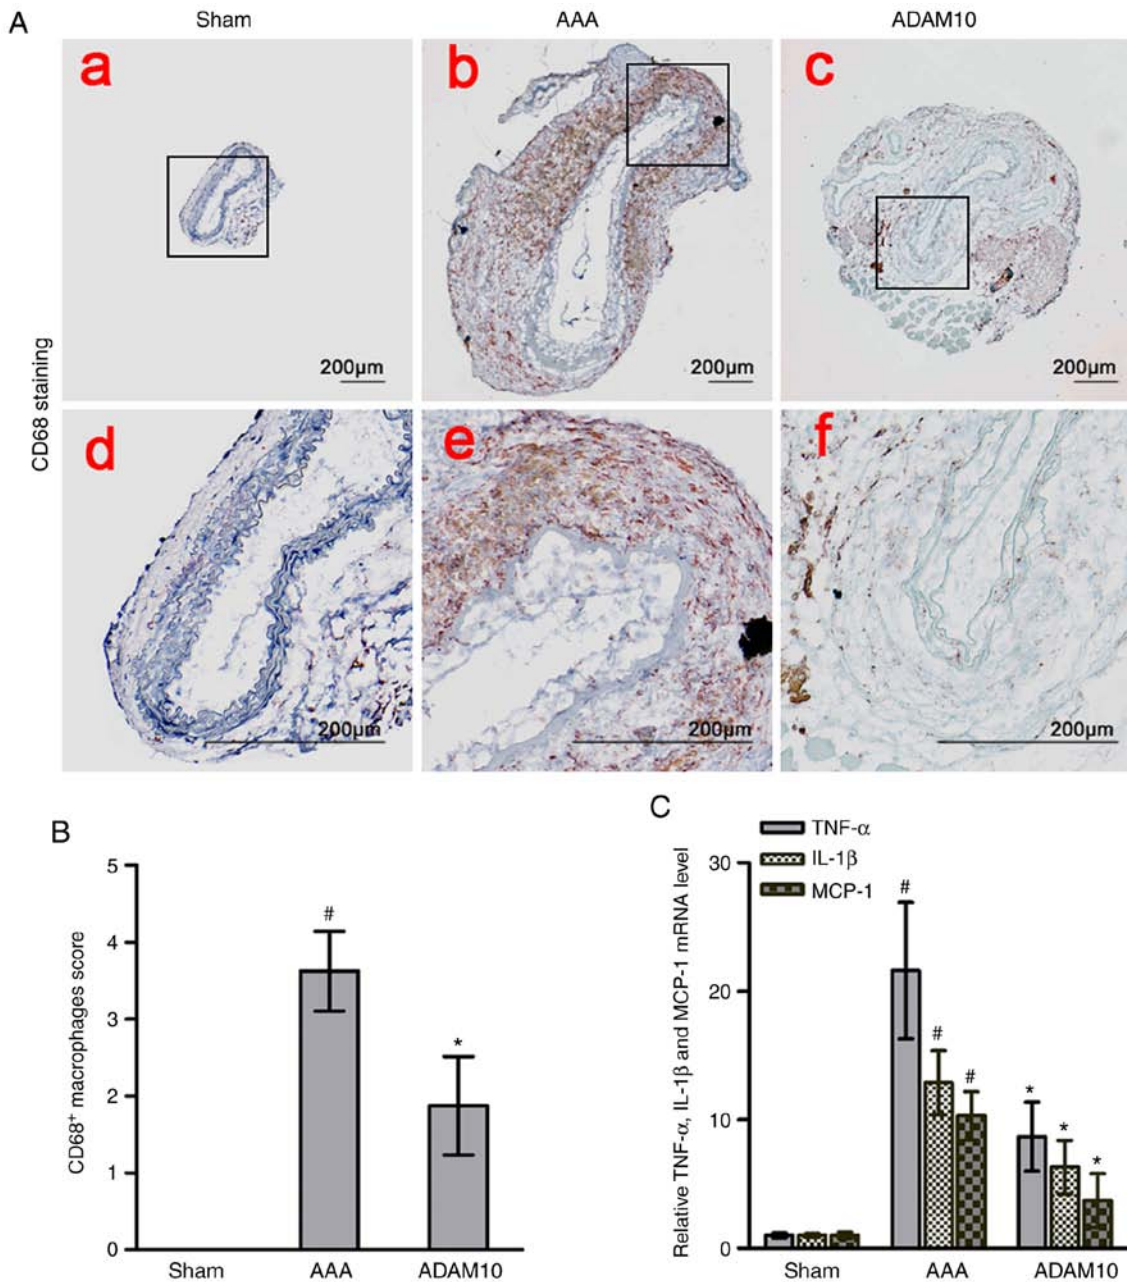 A
Sham
AAA
ADAM10
CD68 staining
a
b
c
200μm
200μm
200μm
d
e
f
200μm
200μm
200μm
B
CD68+ macrophages score
5
4
3
2
1
0
#
*
Sham
AAA
ADAM10
C
TNF-α
IL-1β
MCP-1
Relative TNF-α, IL-1β and MCP-1 mRNA level
30
20
10
0
#
#
#
*
*
*
Sham
AAA
ADAM10